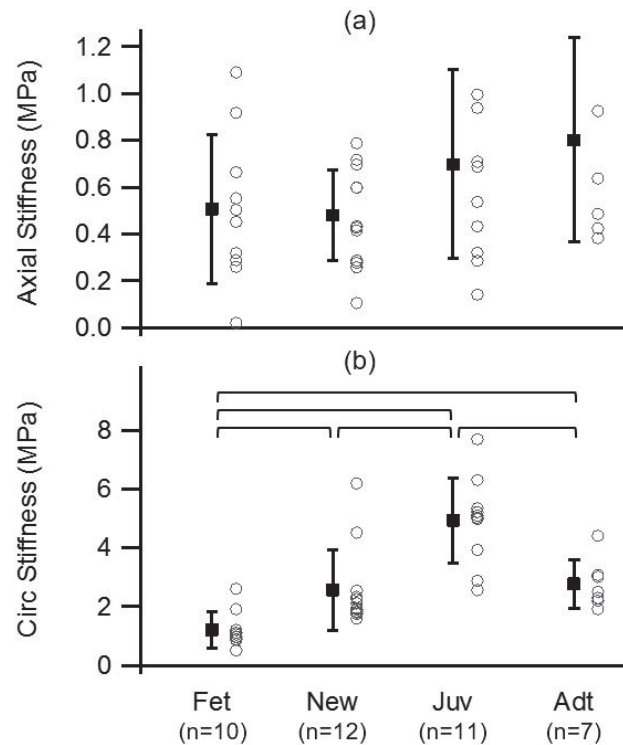 (a)
Axial Stiffness (MPa)
1.2
1.0
0.8
0.6
0.4
0.2
0.0
(b)
Circ Stiffness (MPa)
8
6
4
2
0
Fet New Juv Adt
(n=10) (n=12) (n=11) (n=7)